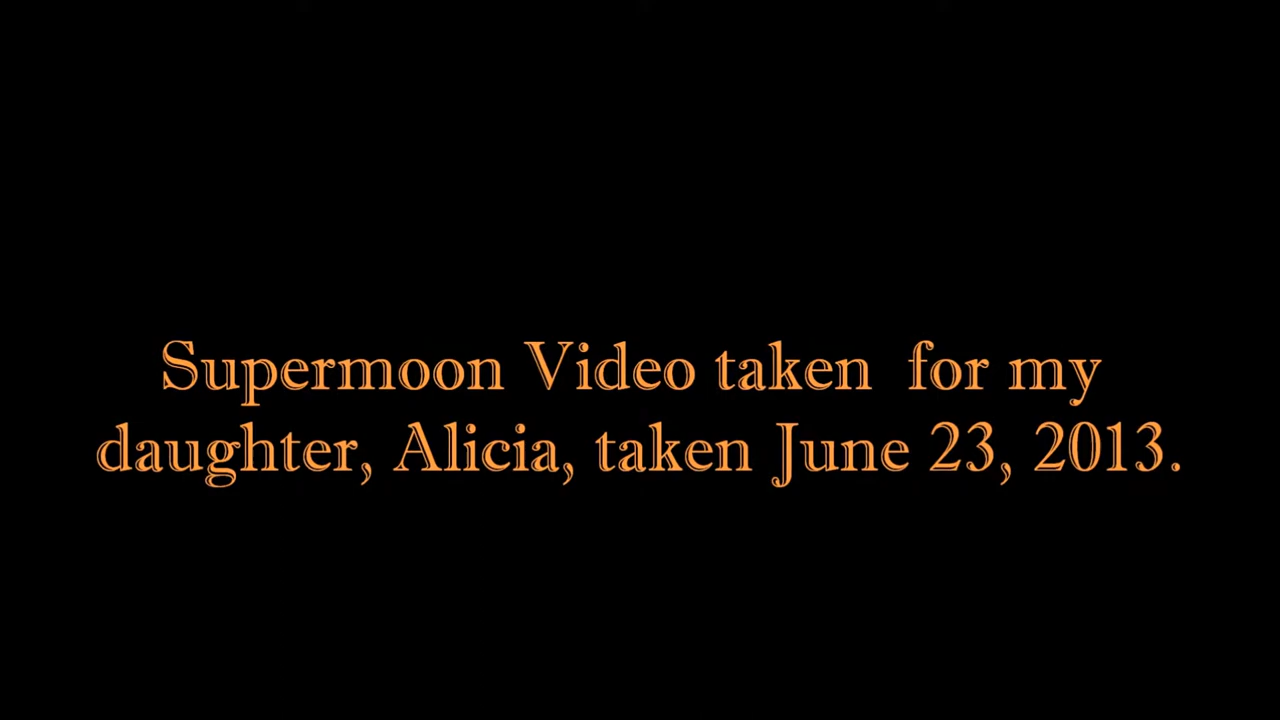 Supermoon Video taken  for my
daughter, Alicia, taken June 23, 2013.